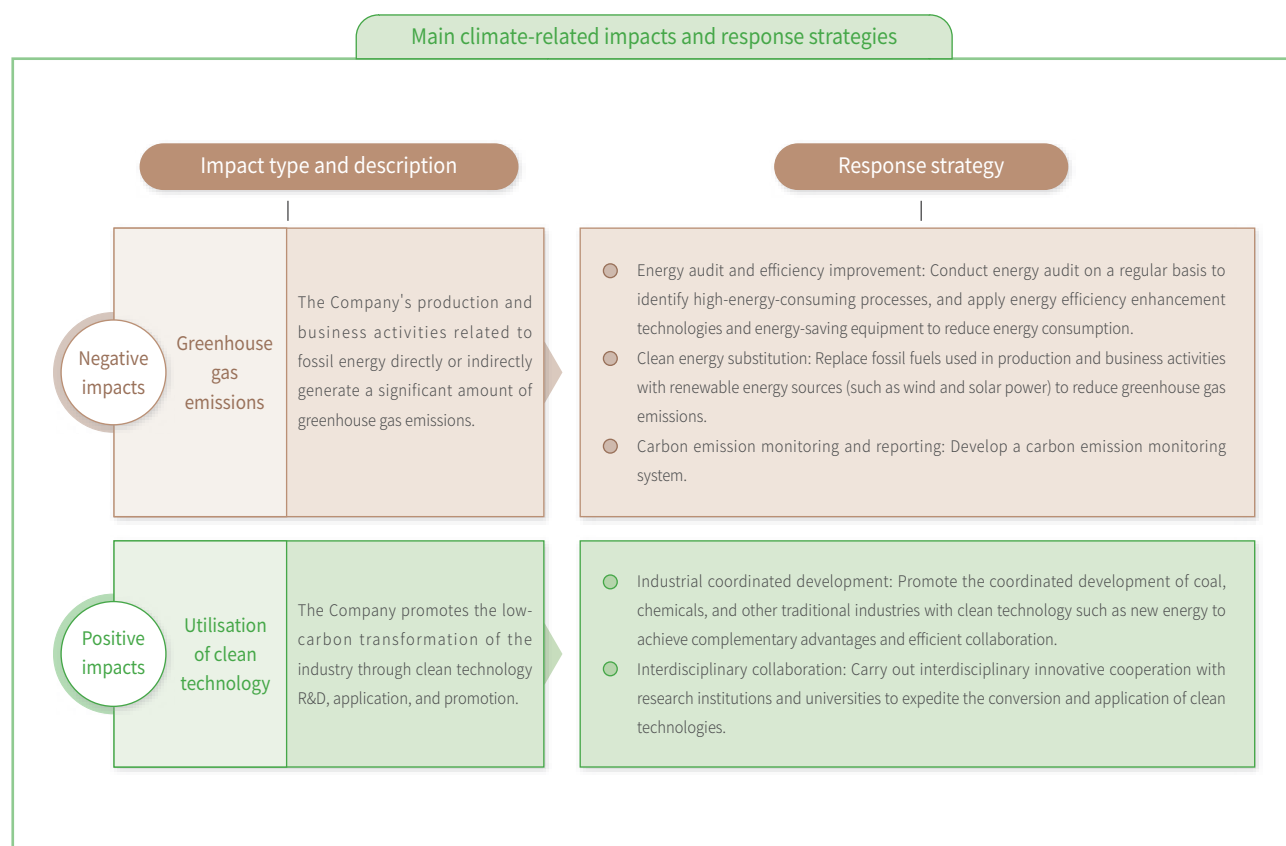 Main climate-related impacts and response strategies
Impact type and description
Response strategy
Negative
impacts
Greenhouse
gas
emissions
The Company's production and
business activities related to
fossil energy directly or indirectly
generate a significant amount of
greenhouse gas emissions.
Energy audit and efficiency improvement: Conduct energy audit on a regular basis to
identify high-energy-consuming processes, and apply energy efficiency enhancement
technologies and energy-saving equipment to reduce energy consumption.
Clean energy substitution: Replace fossil fuels used in production and business activities
with renewable energy sources (such as wind and solar power) to reduce greenhouse gas
emissions.
Carbon emission monitoring and reporting: Develop a carbon emission monitoring
system.
Positive
impacts
Utilisation
of clean
technology
The Company promotes the low-
carbon transformation of the
industry through clean technology
R&D, application, and promotion.
Industrial coordinated development: Promote the coordinated development of coal,
chemicals, and other traditional industries with clean technology such as new energy to
achieve complementary advantages and efficient collaboration.
Interdisciplinary collaboration: Carry out interdisciplinary innovative cooperation with
research institutions and universities to expedite the conversion and application of clean
technologies.